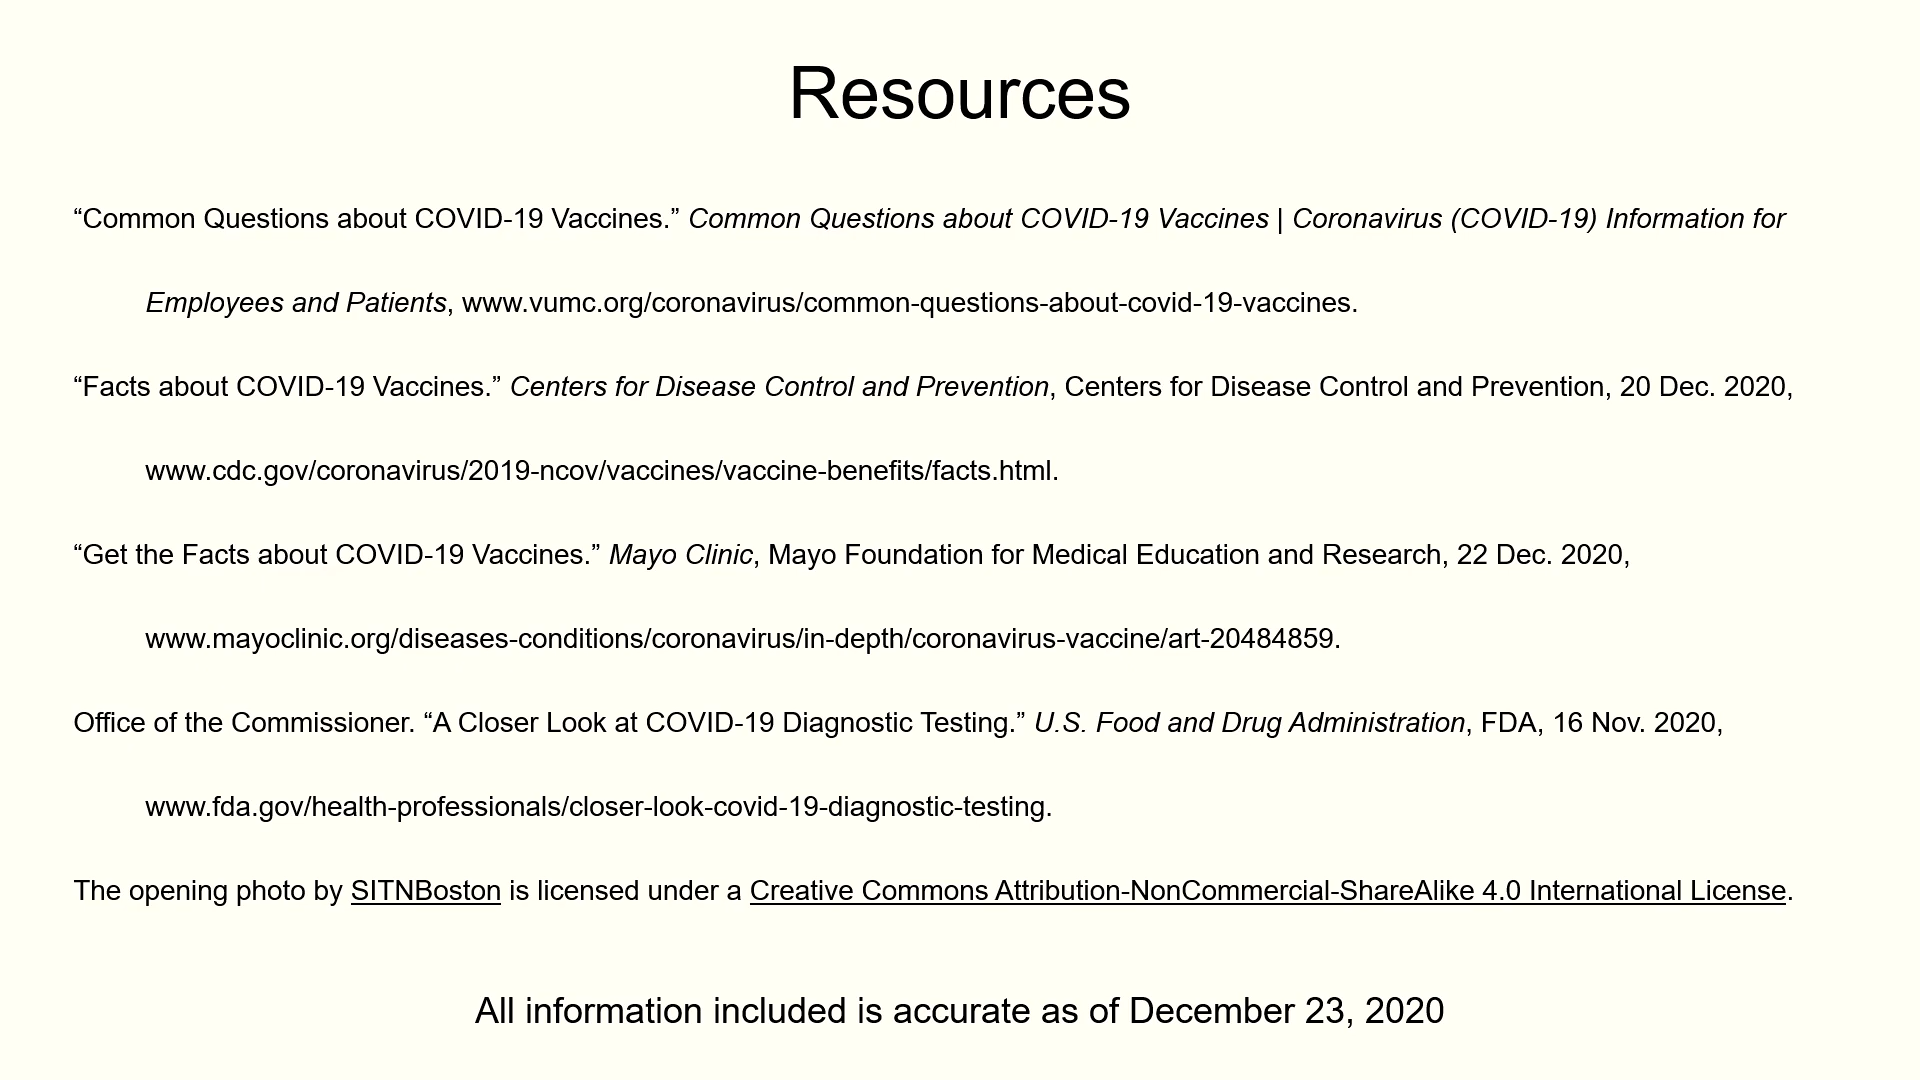 Resources
“Common Questions about COVID-19 Vaccines.” Common Questions about COVID-19 Vaccines | Coronavirus (COVID-19) Information for
Employees and Patients, www.vumc.org/coronavirus/common-questions-about-covid-19-vaccines.
“Facts about COVID-19 Vaccines.” Centers for Disease Control and Prevention, Centers for Disease Control and Prevention, 20 Dec. 2020,
www.cdc.gov/coronavirus/2019-ncov/vaccines/vaccine-benefits/facts.html.
“Get the Facts about COVID-19 Vaccines.” Mayo Clinic, Mayo Foundation for Medical Education and Research, 22 Dec. 2020,
www.mayoclinic.org/diseases-conditions/coronavirus/in-depth/coronavirus-vaccine/art-20484859.
Office of the Commissioner. “A Closer Look at COVID-19 Diagnostic Testing.” U.S. Food and Drug Administration, FDA, 16 Nov. 2020,
www.fda.gov/health-professionals/closer-look-covid-19-diagnostic-testing.
The opening photo by SITNBoston is licensed under a Creative Commons Attribution-NonCommercial-ShareAlike 4.0 International License.
All information included is accurate as of December 23, 2020